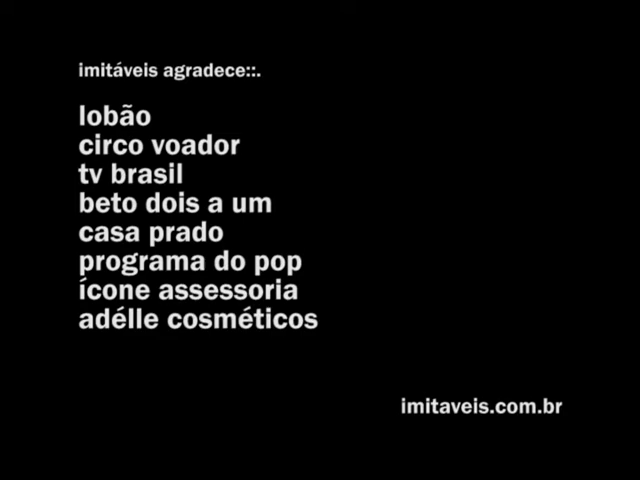 imitáveis agradece::.
lobão
circo voador
tv brasil
beto dois a um
casa prado
programa do pop
ícone assessoria
adélle cosméticos
imitaveis.com.br